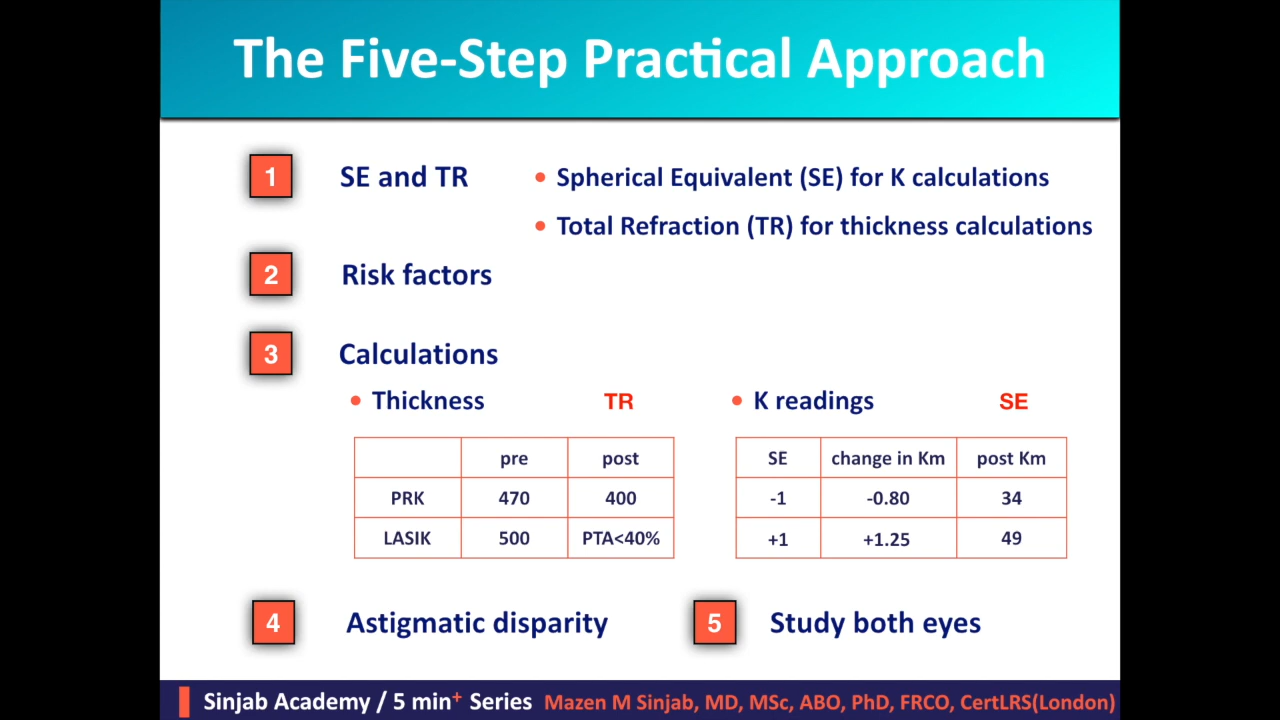 The Five-Step Practical Approach
1 SE and TR • Spherical Equivalent (SE) for K calculations
• Total Refraction (TR) for thickness calculations
2 Risk factors
3 Calculations
• Thickness TR • K readings SE
pre post SE change in Km post Km
PRK 470 400 -1 -0.80 34
LASIK 500 PTA<40% +1 +1.25 49
4 Astigmatic disparity 5 Study both eyes
Sinjab Academy / 5 min+ Series Mazen M Sinjab, MD, MSc, ABO, PhD, FRCO, CertLRS(London)